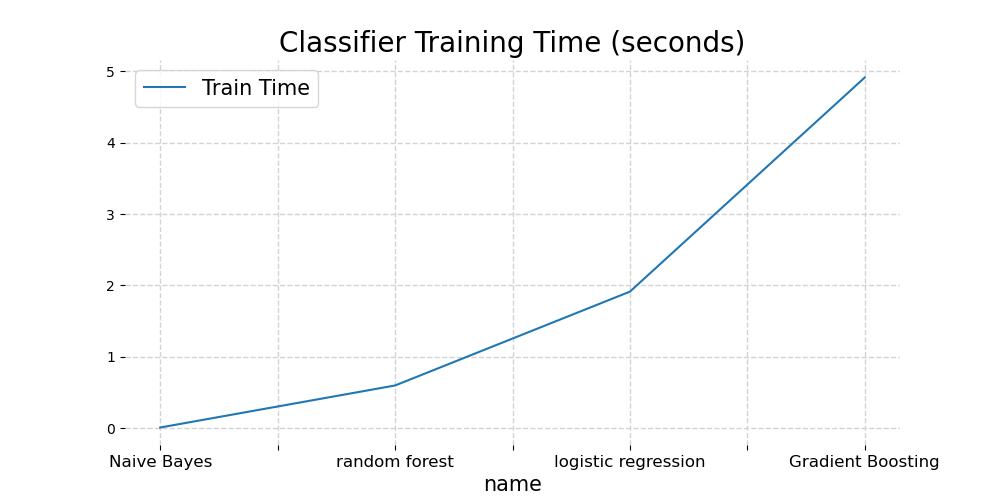 Classifier Training Time (seconds)
Train Time
5
4
3
2
1
0
Naive Bayes random forest logistic regression Gradient Boosting
name